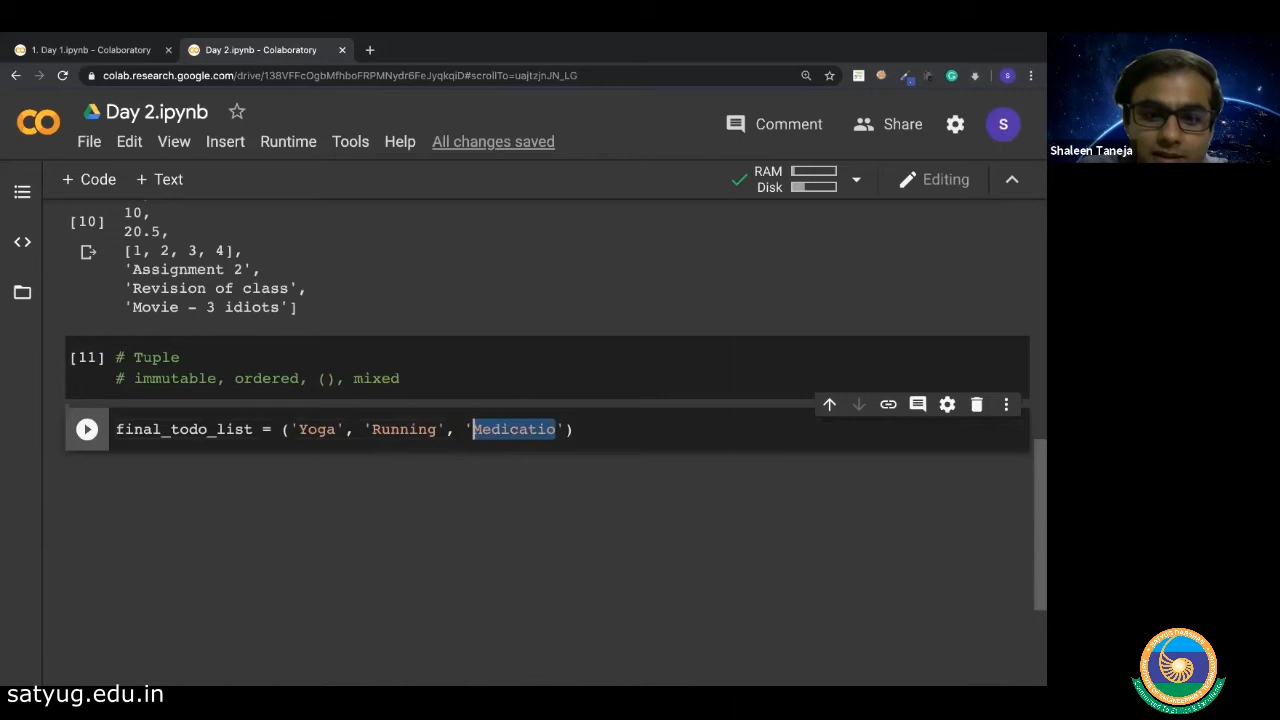 1. Day 1.ipynb - Colaboratory
Day 2.ipynb - Colaboratory
colab.research.google.com/drive/138VFFcOgbMfhboFRPMNydr6FeJyqkqiD#scrollTo=uajtzjnJN_LG
S
Day 2.ipynb
Comment
Share
S
File Edit View Insert Runtime Tools Help All changes saved
+ Code + Text
RAM
Disk
Editing
Shaleen Taneja
10,
[10]
20.5,
[1, 2, 3, 4],
'Assignment 2',
'Revision of class',
'Movie - 3 idiots']
[11] # Tuple
# immutable, ordered, (), mixed
final_todo_list = ('Yoga', 'Running', 'Medicatio')
satyug.edu.in